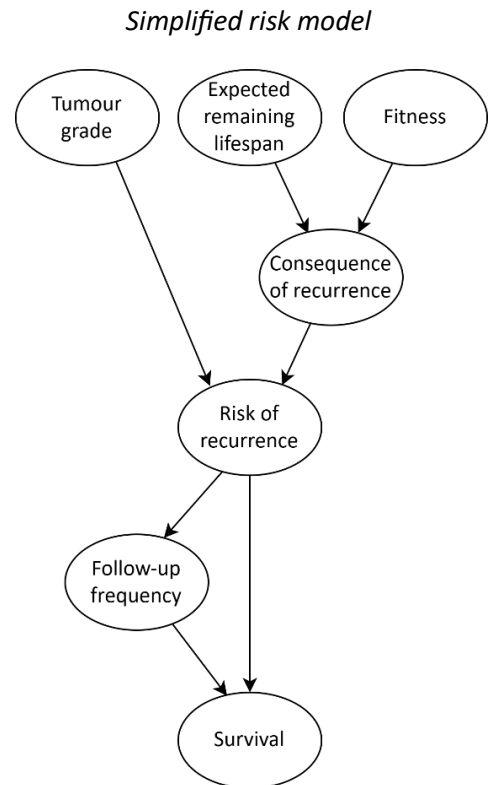 Simplified risk model
Tumour
grade
Expected
remaining
lifespan
Fitness
Consequence
of recurrence
Risk of
recurrence
Follow-up
frequency
Survival